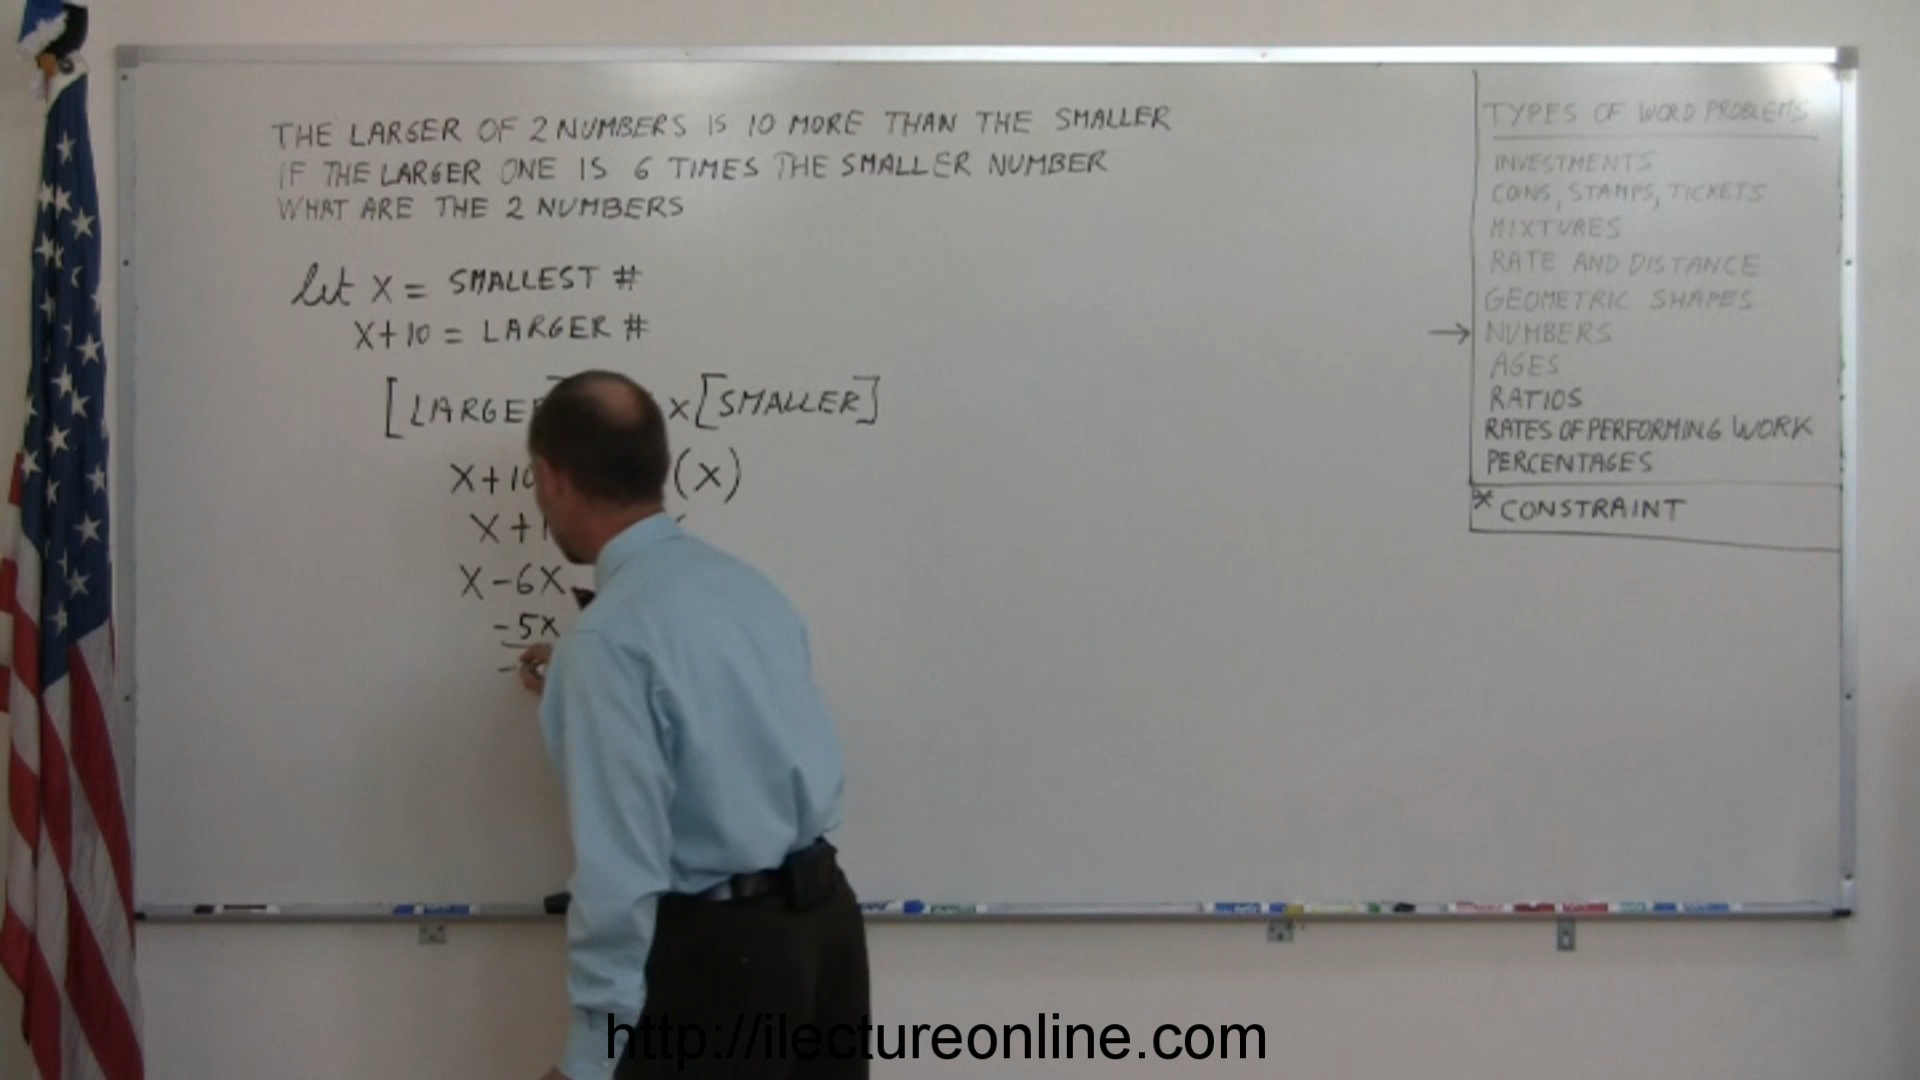 THE LARGER OF 2 NUMBERS IS 10 MORE THAN THE SMALLER
IF THE LARGER ONE IS 6 TIMES THE SMALLER NUMBER
WHAT ARE THE 2 NUMBERS
let x = SMALLEST #
x+10 = LARGER #
[LARGER] x [SMALLER]
x+10 (x)
x+1
x-6x
-5x
-
TYPES OF WORD PROBLEMS
INVESTMENTS
COINS, STAMPS, TICKETS
MIXTURES
RATE AND DISTANCE
GEOMETRIC SHAPES
→ NUMBERS
AGES
RATIOS
RATES OF PERFORMING WORK
PERCENTAGES
* CONSTRAINT
http://ilectureonline.com